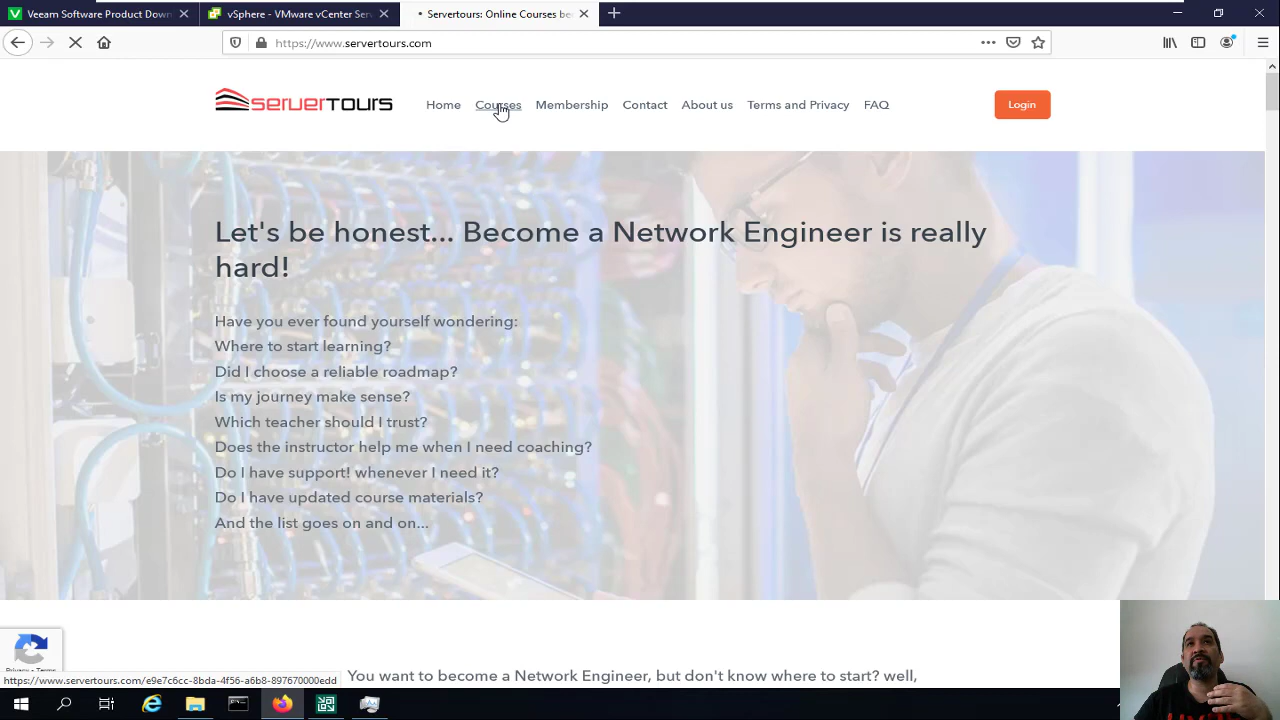 Veeam Software Product Down
vSphere - VMware vCenter Serv
Servertours: Online Courses be
https://www.servertours.com
SERVERTOURS
Home
Courses
Membership
Contact
About us
Terms and Privacy
FAQ
Login
Let's be honest... Become a Network Engineer is really
hard!
Have you ever found yourself wondering:
Where to start learning?
Did I choose a reliable roadmap?
Is my journey make sense?
Which teacher should I trust?
Does the instructor help me when I need coaching?
Do I have support! whenever I need it?
Do I have updated course materials?
And the list goes on and on...
You want to become a Network Engineer, but don't know where to start? well,
Privacy - Terms
https://www.servertours.com/e9e7c6cc-8bda-4f56-a6b8-897670000edd